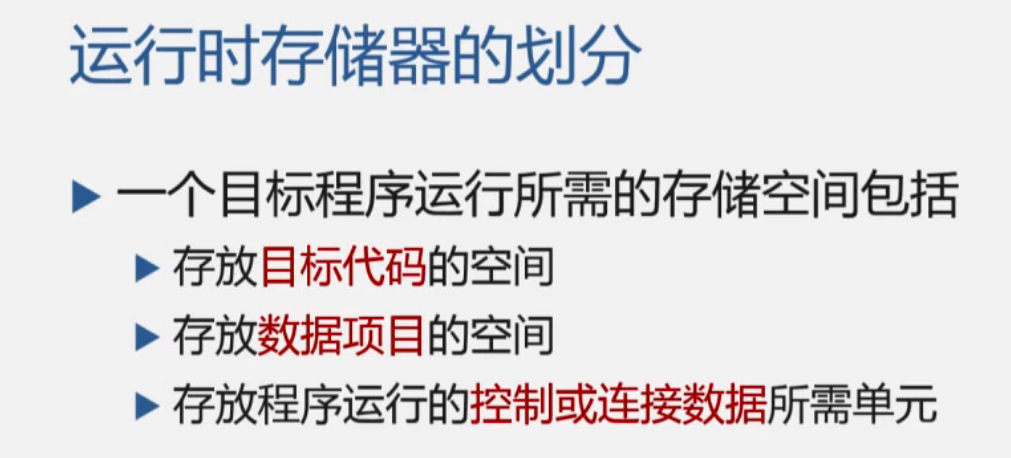 运行时存储器的划分
一个目标程序运行所需的存储空间包括
存放目标代码的空间
存放数据项目的空间
存放程序运行的控制或连接数据所需单元